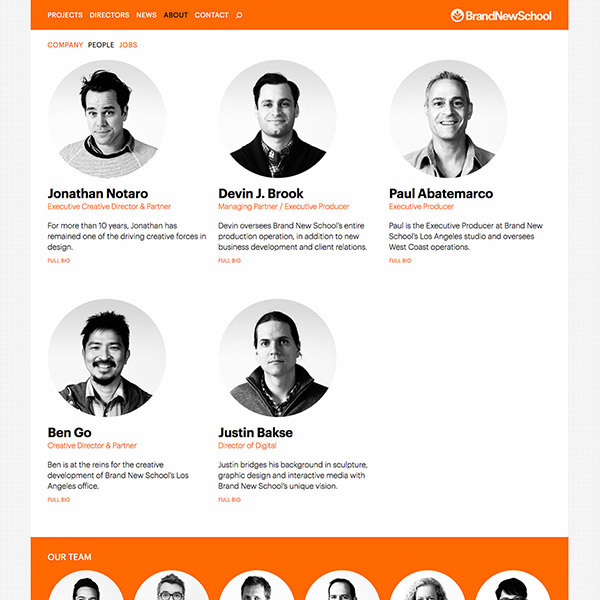 PROJECTS DIRECTORS NEWS ABOUT CONTACT
BrandNewSchool
COMPANY PEOPLE JOBS
Jonathan Notaro
Executive Creative Director & Partner
For more than 10 years, Jonathan has
remained one of the driving creative forces in
design.
FULL BIO
Devin J. Brook
Managing Partner / Executive Producer
Devin oversees Brand New School's entire
production operation, in addition to new
business development and client relations.
FULL BIO
Paul Abatemarco
Executive Producer
Paul is the Executive Producer at Brand New
School's Los Angeles studio and oversees
West Coast operations.
FULL BIO
Ben Go
Creative Director & Partner
Ben is at the reins for the creative
development of Brand New School's Los
Angeles office.
FULL BIO
Justin Bakse
Director of Digital
Justin bridges his background in sculpture,
graphic design and interactive media with
Brand New School's unique vision.
FULL BIO
OUR TEAM